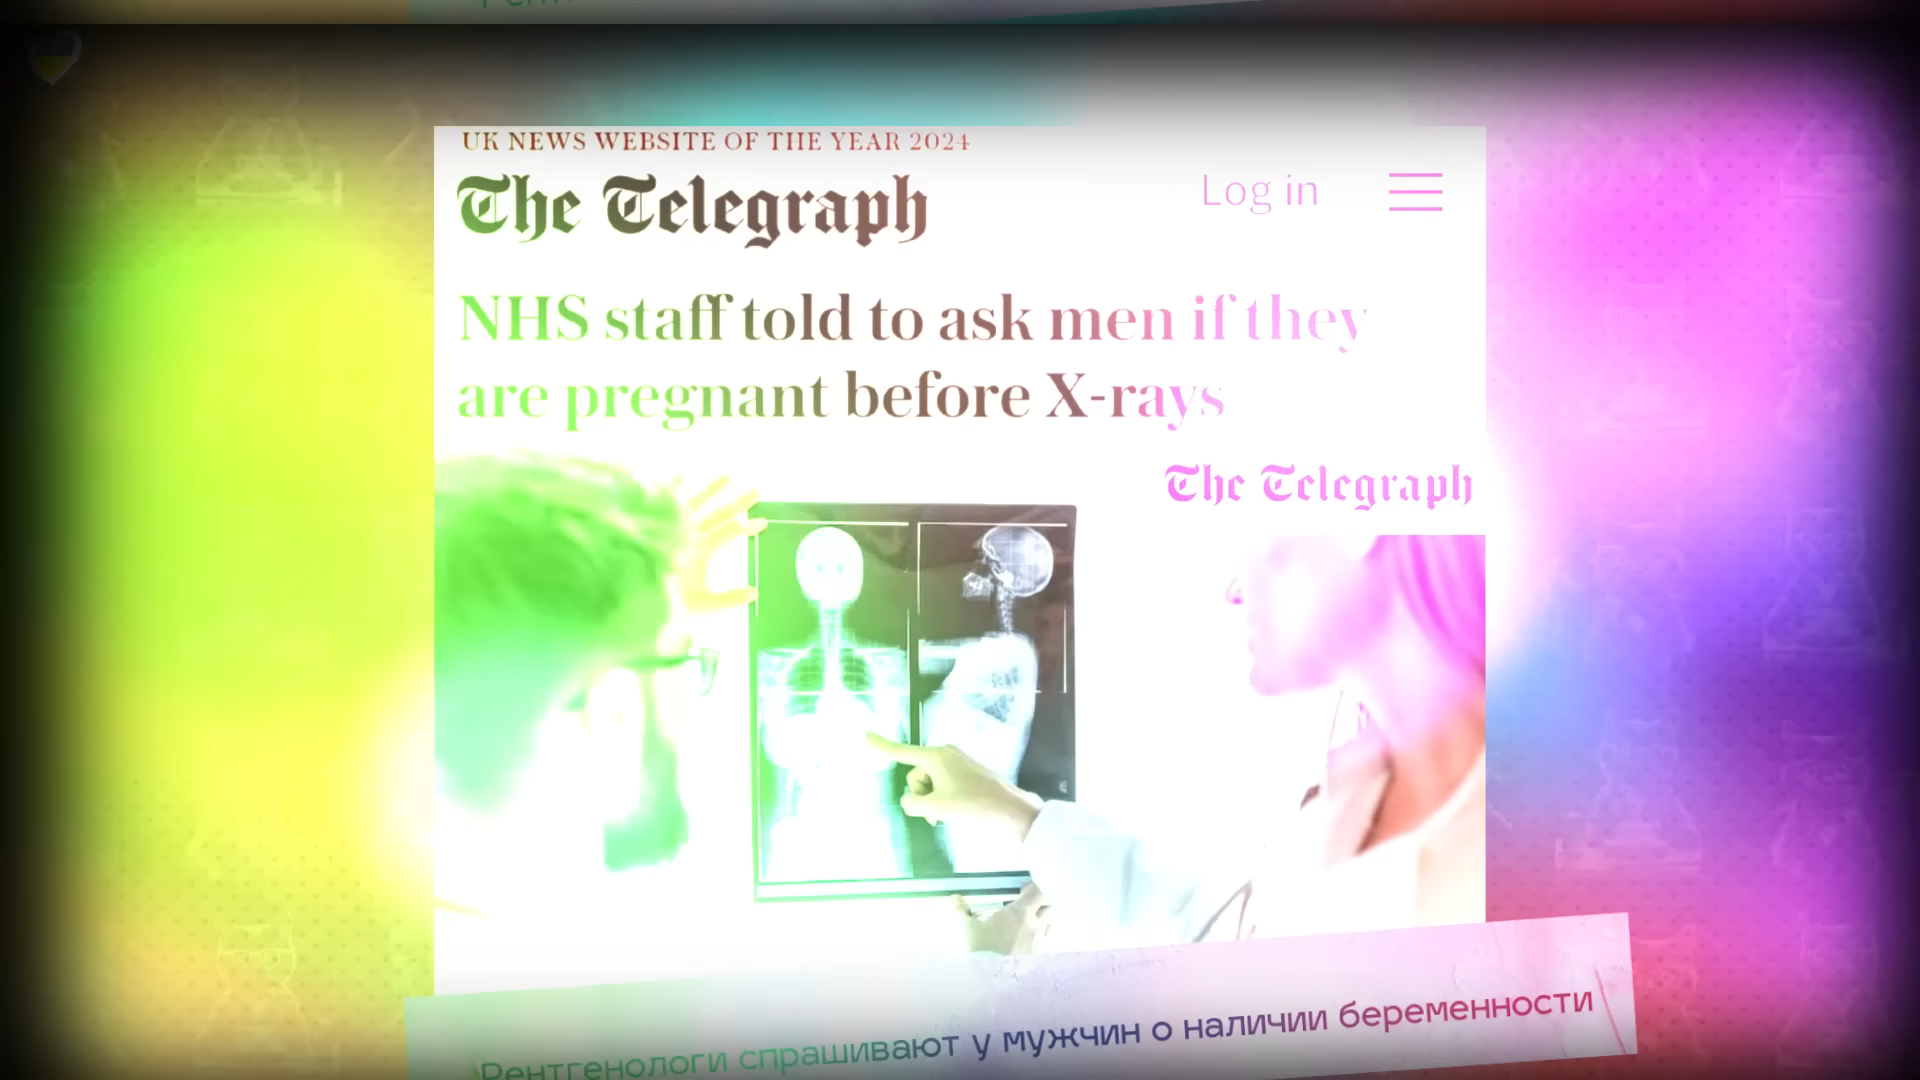 UK NEWS WEBSITE OF THE YEAR 2024
The Telegraph
Log in
NHS staff told to ask men if they
are pregnant before X-rays
The Telegraph
Рентгенологи спрашивают у мужчин о наличии беременности